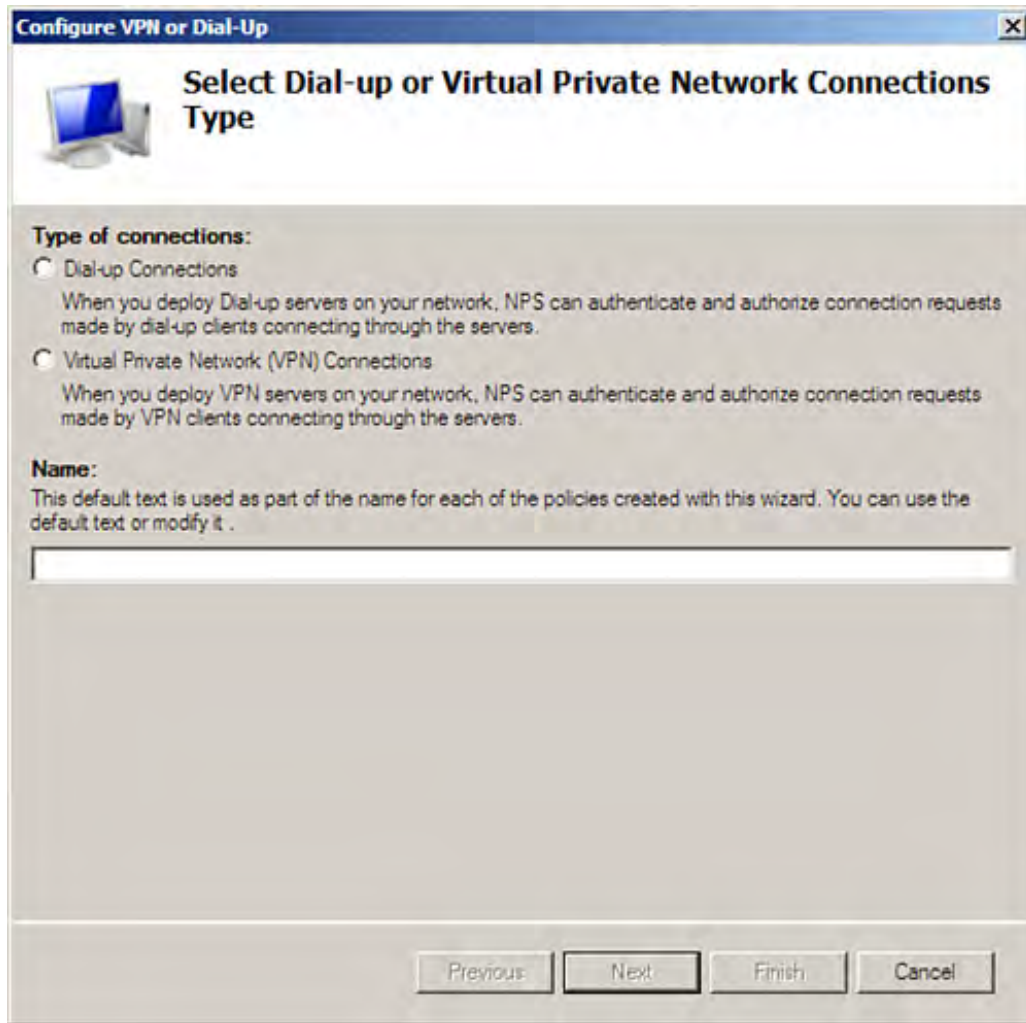 Configure VPN or Dial-Up
Select Dial-up or Virtual Private Network Connections
Type
Type of connections:
Dial-up Connections
When you deploy Dial-up servers on your network, NPS can authenticate and authorize connection requests
made by dial-up clients connecting through the servers.
Virtual Private Network (VPN) Connections
When you deploy VPN servers on your network, NPS can authenticate and authorize connection requests
made by VPN clients connecting through the servers.
Name:
This default text is used as part of the name for each of the policies created with this wizard. You can use the
default text or modify it .
Previous Next Finish Cancel